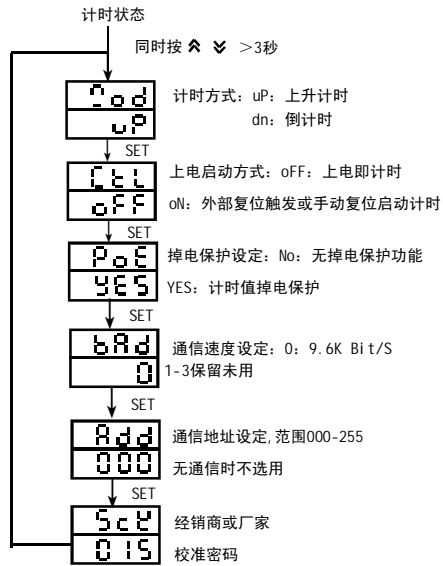 计时状态
同时按 >3秒
计时方式: uP: 上升计时
dn: 倒计时
SET
上电启动方式: oFF: 上电即计时
oN: 外部复位触发或手动复位启动计时
oFF
SET
PoE
掉电保护设定: No: 无掉电保护功能
YES
YES: 计时值掉电保护
SET
bAd
通信速度设定: 0: 9.6K Bit/S
0
1-3保留未用
SET
Add
通信地址设定,范围000-255
000
无通信时不选用
SET
经销商或厂家
015
校准密码